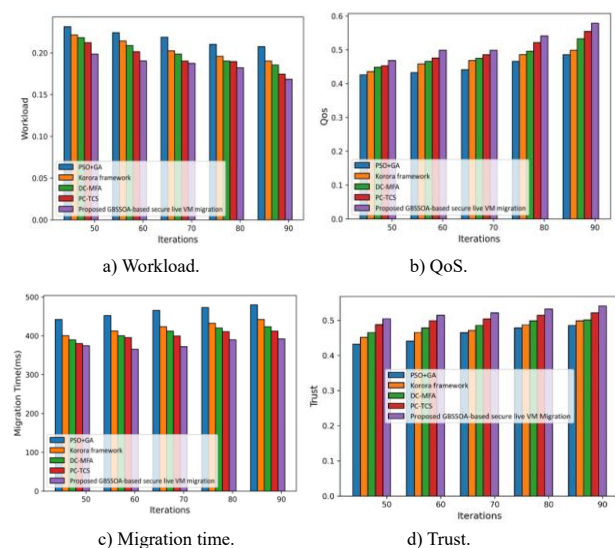 0.20
0.15
0.10
0.05
0.00
Workload
PSO+GA
Korora framework
DC-MFA
PC-TCS
Proposed GBSSOA-based secure live VM migration
50 60 70 80 90
Iterations
a) Workload.
0.6
0.5
0.4
0.3
0.2
0.1
0.0
Qos
PSO+GA
Korora framework
DC-MFA
PC-TCS
Proposed GBSSOA-based secure live VM migration
50 60 70 80 90
Iterations
b) QoS.
500
400
300
200
100
0
Migration Time(ms)
PSO+GA
Korora framework
DC-MFA
PC-TCS
Proposed GBSSOA-based secure live VM migration
50 60 70 80 90
Iterations
c) Migration time.
0.5
0.4
0.3
0.2
0.1
0.0
Trust
PSO+GA
Korora framework
DC-MFA
PC-TCS
Proposed GBSSOA-based secure live VM Migration
50 60 70 80 90
Iterations
d) Trust.